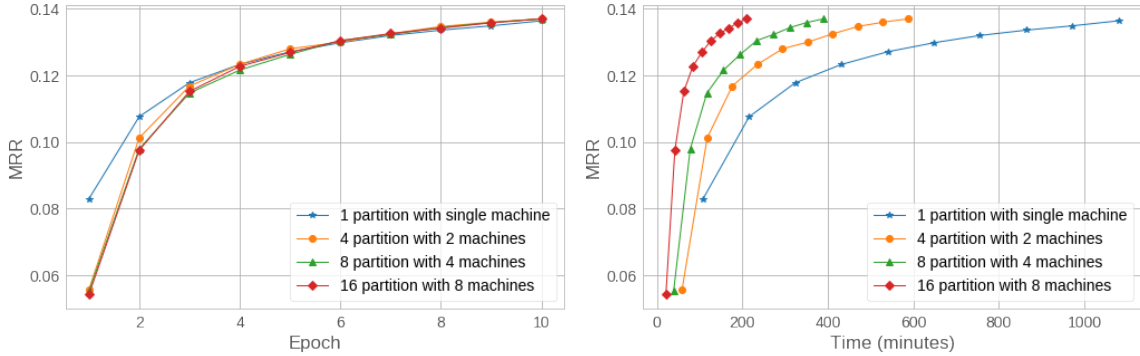 0.14
0.12
0.10
0.08
0.06
MRR
2
4
6
8
10
Epoch
1 partition with single machine
4 partition with 2 machines
8 partition with 4 machines
16 partition with 8 machines
0.14
0.12
0.10
0.08
0.06
MRR
0
200
400
600
800
1000
Time (minutes)
1 partition with single machine
4 partition with 2 machines
8 partition with 4 machines
16 partition with 8 machines